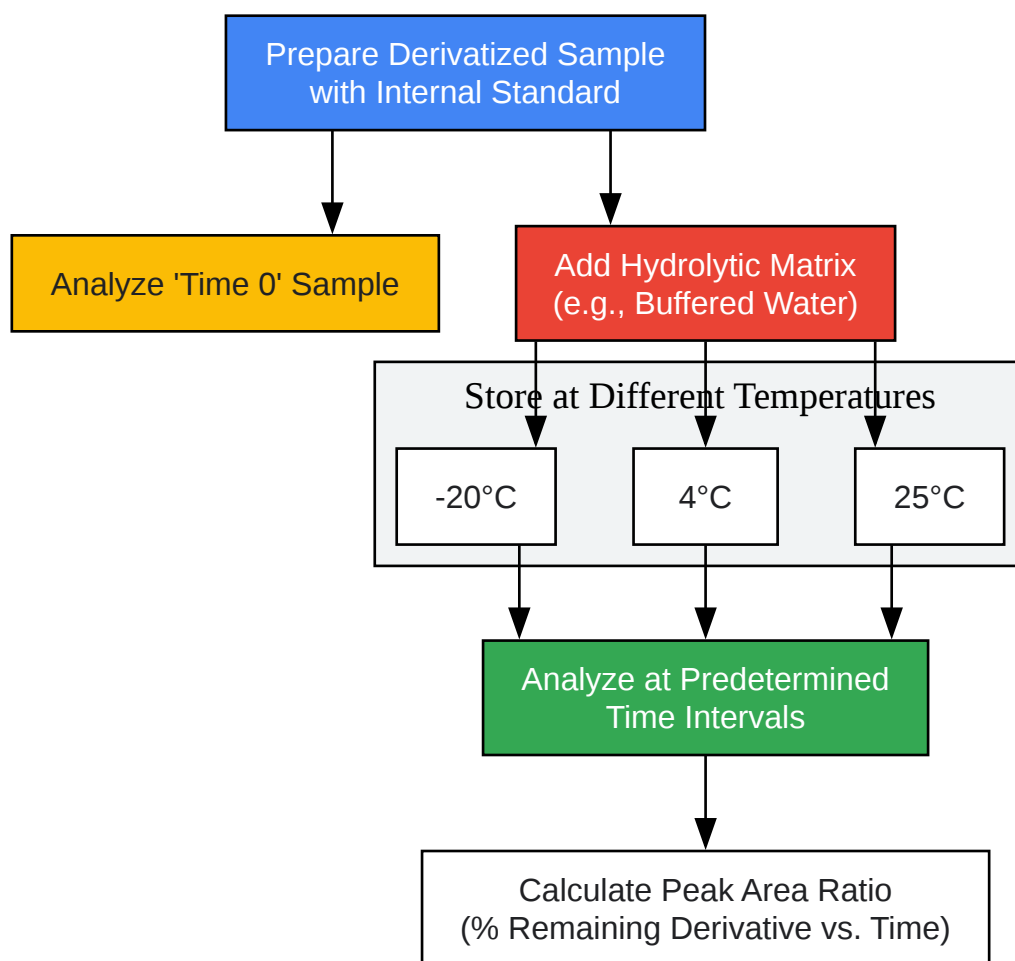 Prepare Derivatized Sample
with Internal Standard
Analyze 'Time 0' Sample
Add Hydrolytic Matrix
(e.g., Buffered Water)
Store at Different Temperatures
-20°C
4°C
25°C
Analyze at Predetermined
Time Intervals
Calculate Peak Area Ratio
(% Remaining Derivative vs. Time)